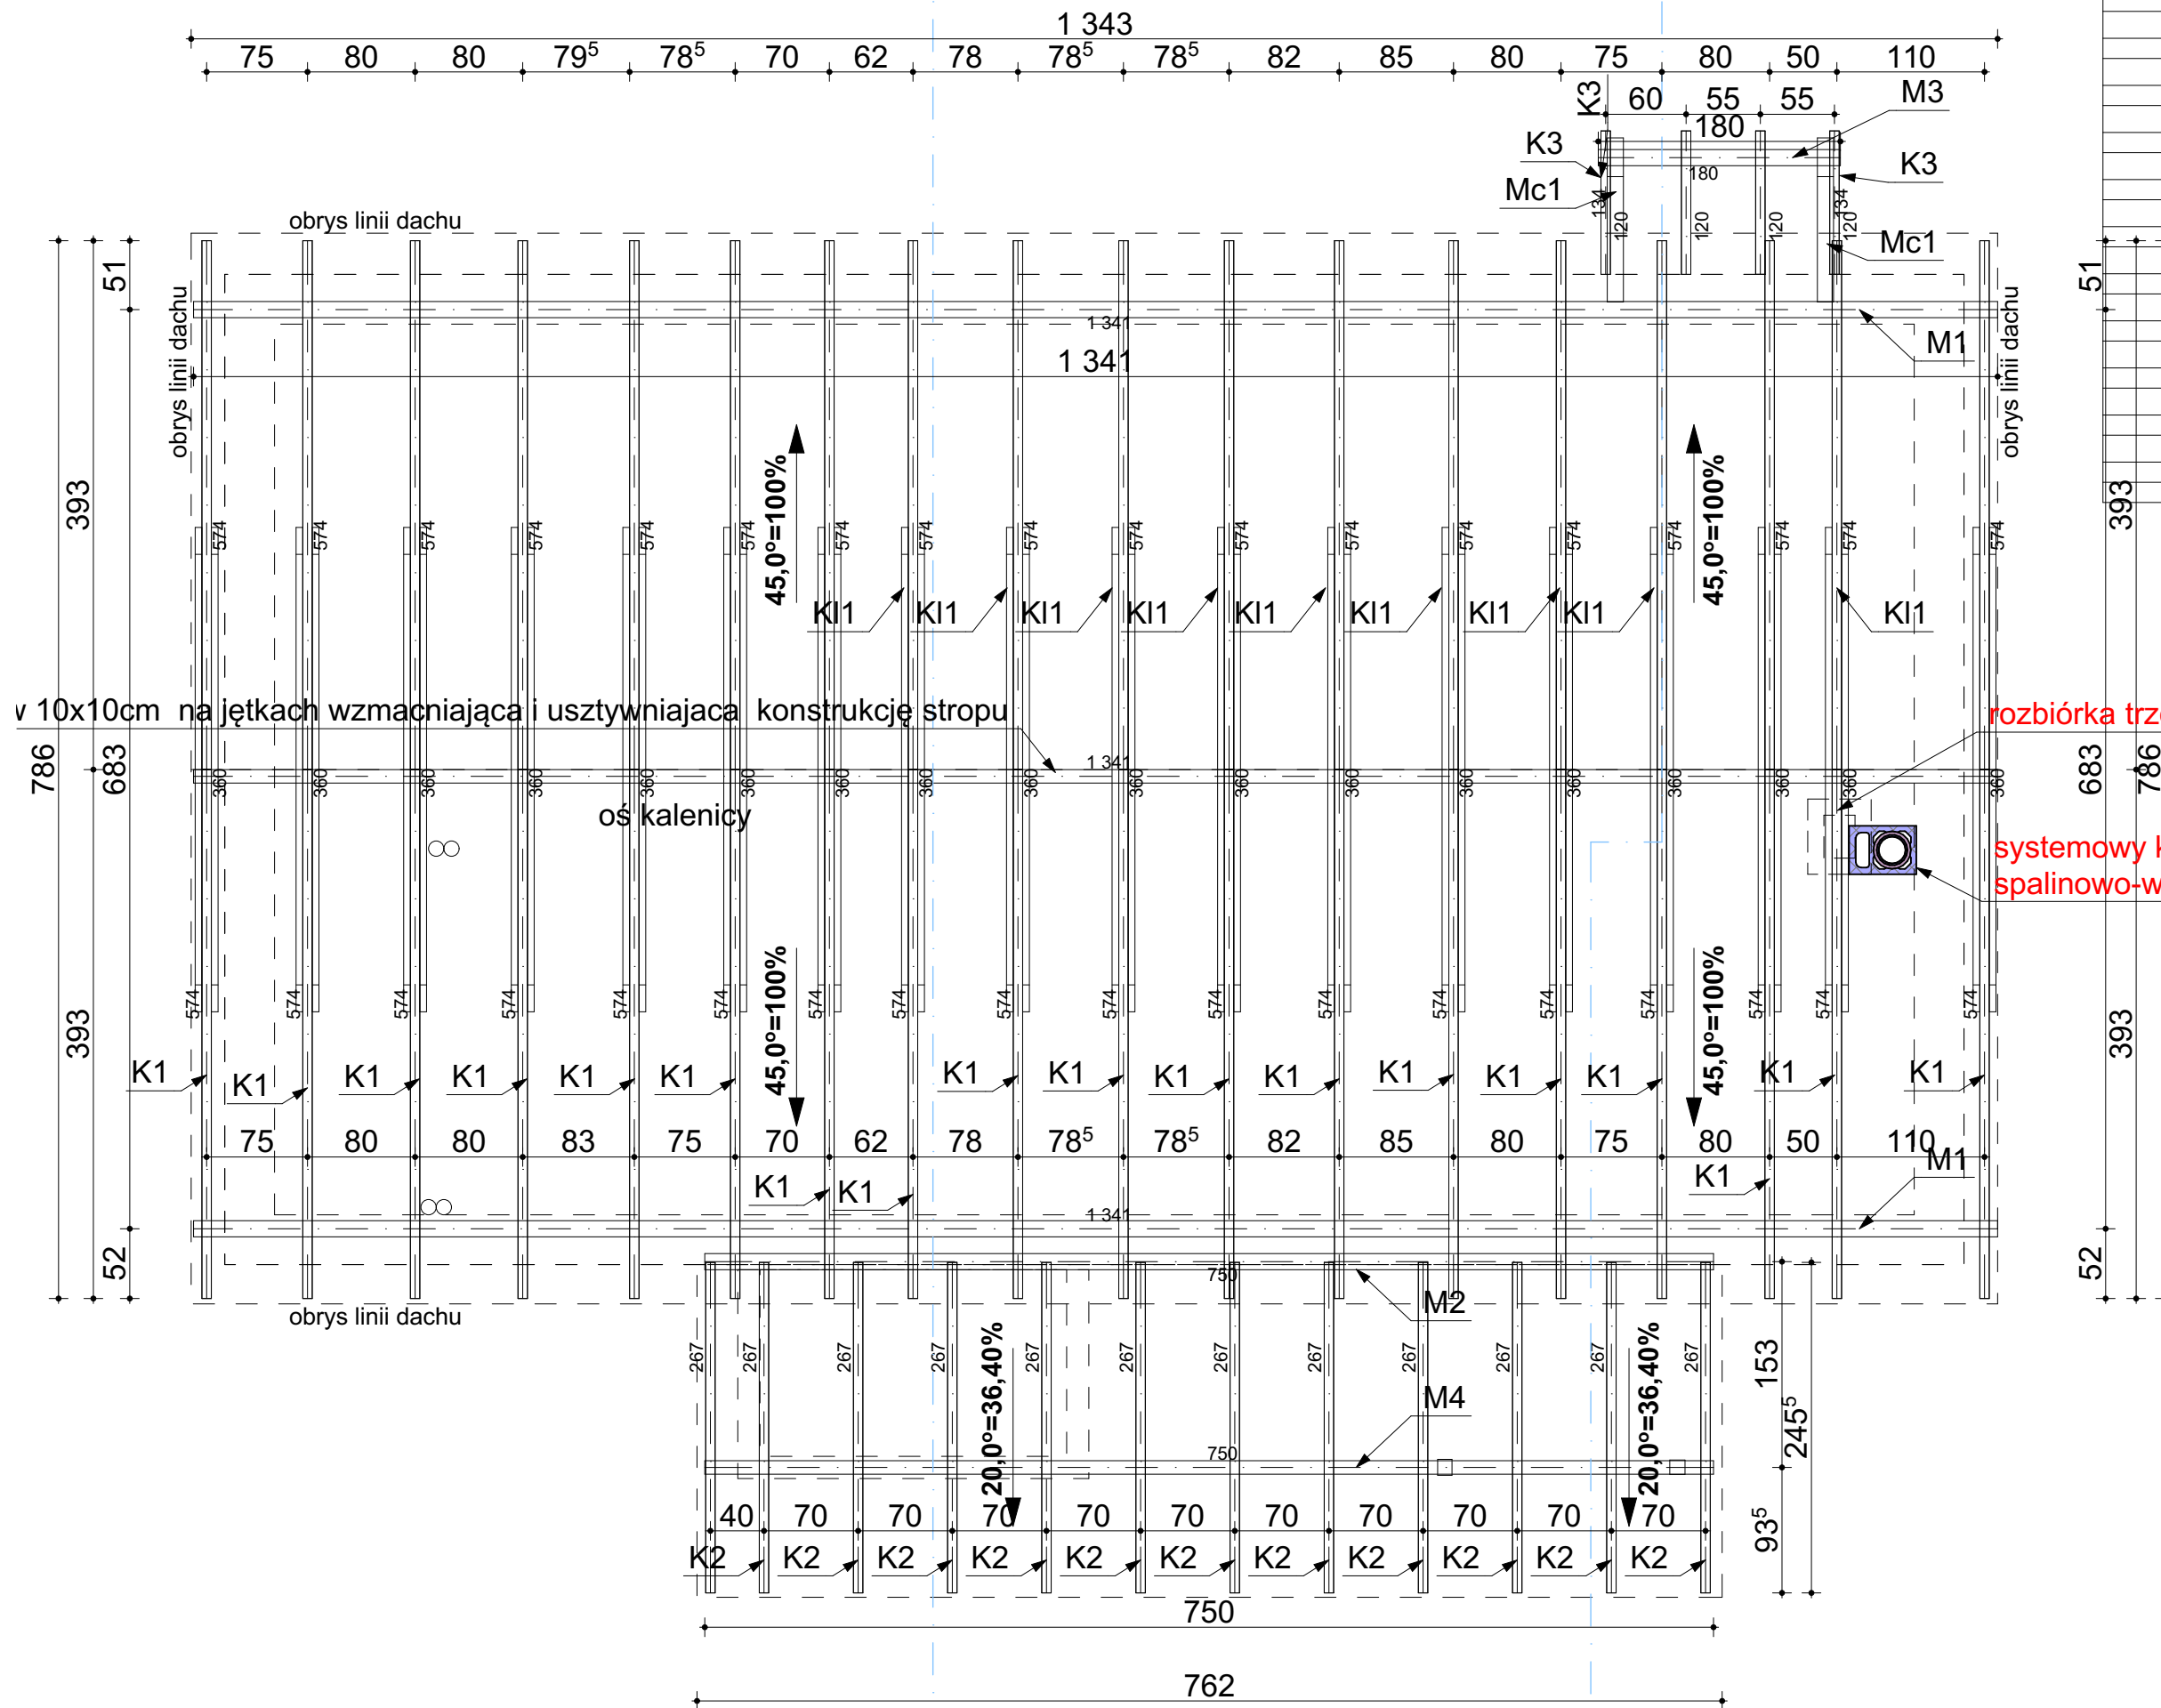 1 343
75 80 80 79⁵ 78⁵ 70 62 78 78⁵ 78⁵ 82 85 80 75 80 50 110
K3
60 55 55
M3
180
K3
K3
180
Mc1
134
120 120 120
134
120
Mc1
obrys linii dachu
obrys linii dachu
obrys linii dachu
51
51
1 341
M1
1 341
393
393
45,0º=100%
45,0º=100%
574 574 574 574 574 574 574 574 574 574 574 574 574 574 574 574 574
Kl1 Kl1 Kl1 Kl1 Kl1 Kl1 Kl1 Kl1 Kl1
10x10cm na jętkach wzmacniająca i usztywniajaca konstrukcję stropu
rozbiórka
786
683
683
786
1 341
360 360 360 360 360 360 360 360 360 360 360 360 360 360 360 360 360
oś kalenicy
systemowy
spalinowo-w
45,0º=100%
45,0º=100%
574 574 574 574 574 574 574 574 574 574 574 574 574 574 574 574 574
393
393
K1 K1 K1 K1 K1 K1 K1 K1 K1 K1 K1 K1 K1 K1 K1
75 80 80 83 75 70 62 78 78⁵ 78⁵ 82 85 80 75 80 50 110
M1
K1 K1 K1
1 341
52
52
750
M2
obrys linii dachu
267 267 267 267 267 267 267 267 267 267 267 267
20,0º=36,40%
20,0º=36,40%
153
245⁵
M4
750
93⁵
40 70 70 70 70 70 70 70 70 70 70
K2 K2 K2 K2 K2 K2 K2 K2 K2 K2 K2
750
762